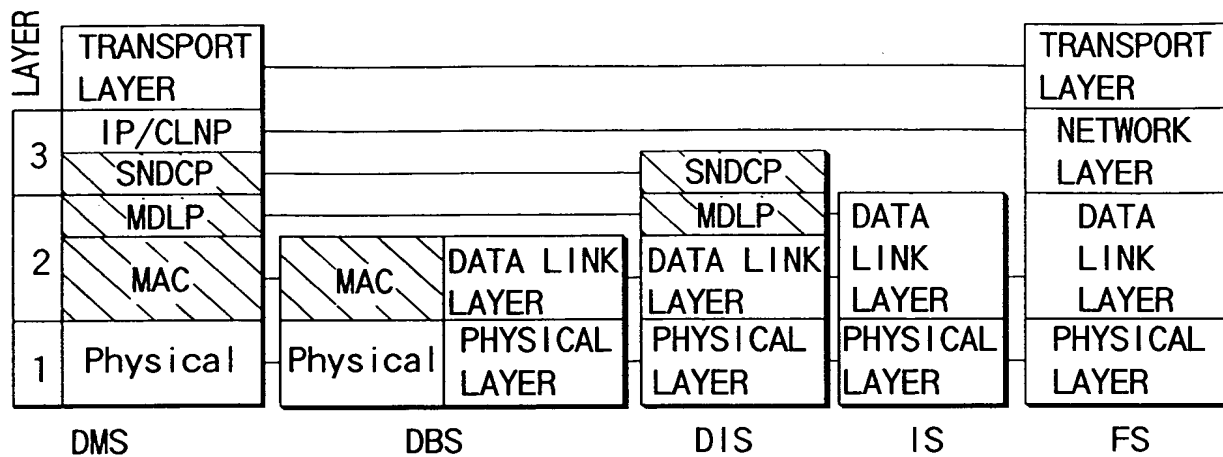 LAYER
TRANSPORT
LAYER
3
IP/CLNP
SNDCP
2
MDLP
MAC
1
Physical
DMS
MAC
DATA LINK
LAYER
Physical
PHYSICAL
LAYER
DBS
SNDCP
MDLP
DATA LINK
LAYER
PHYSICAL
LAYER
DIS
DATA
LINK
LAYER
PHYSICAL
LAYER
IS
TRANSPORT
LAYER
NETWORK
LAYER
DATA
LINK
LAYER
PHYSICAL
LAYER
FS